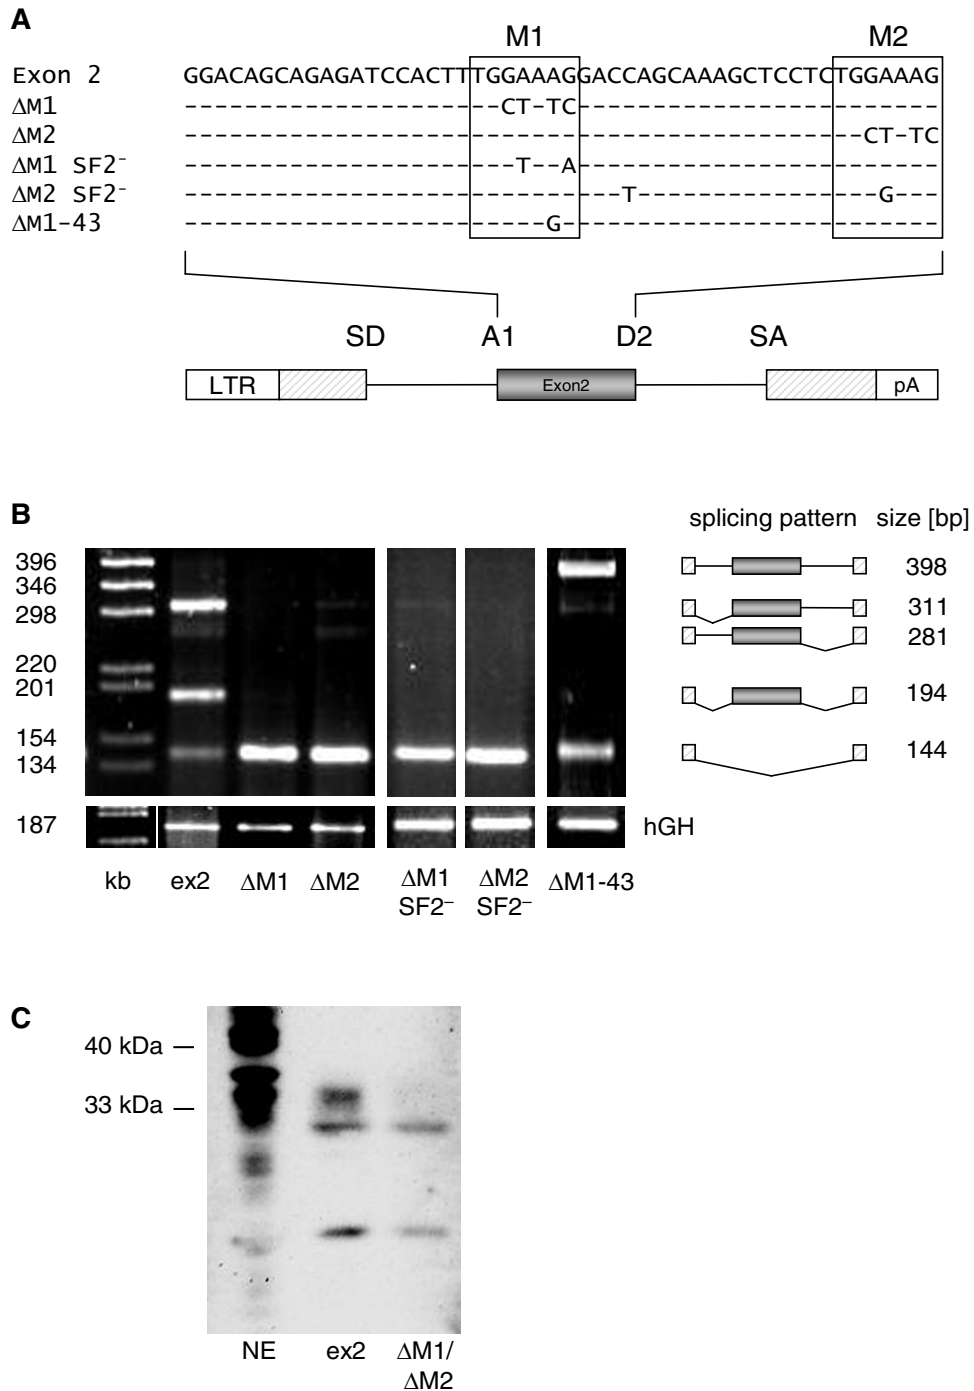 A
M1 M2
Exon 2 GGACAGCAGAGATCCACTTTGGAAAGGACCAGCAAAGCTCCTCTGGAAAG
ΔM1 ---------------------CT-TC------------------------
ΔM2 ---------------------------------------------CT-TC
ΔM1 SF2⁻ ----------------------T--A------------------------
ΔM2 SF2⁻ -----------------------------T----------------G---
ΔM1-43 ------------------------G-------------------------
SD A1 D2 SA
LTR Exon2 pA
B
splicing pattern size [bp]
396
346
298
220
201
154
134
398
311
281
194
144
187 hGH
kb ex2 ΔM1 ΔM2 ΔM1 SF2⁻ ΔM2 SF2⁻ ΔM1-43
C
40 kDa
33 kDa
NE ex2 ΔM1/
ΔM2